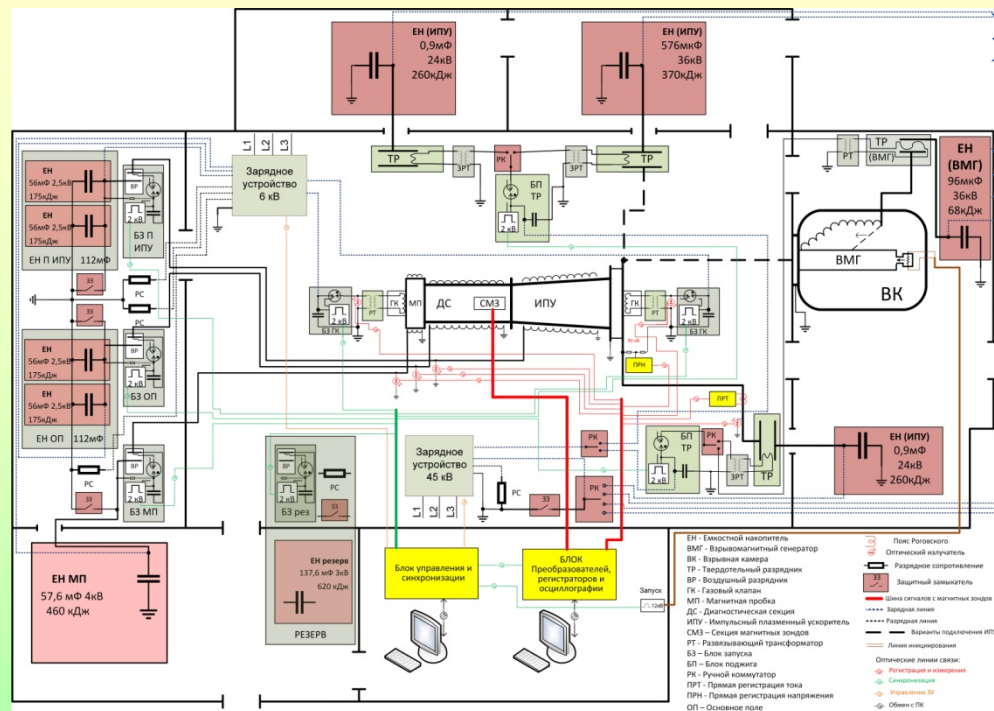 ЕН (ИПУ)
0,9мФ
24кВ
260кДж
ЕН (ИПУ)
576мкФ
36кВ
370кДж
L1
L2
L3
Зарядное
устройство
6 кВ
ТР
ЗРТ
РК
ЗРТ
ТР
БП
ТР
2 кВ
РТ
ТР
(ВМГ)
ЕН
(ВМГ)
96мкФ
36кВ
68кДж
ВМГ
ВК
ЕН
56мФ 2,5кВ
175кДж
ЕН
56мФ 2,5кВ
175кДж
ЕН П ИПУ
112мФ
ВР
2 кВ
БЗ П
ИПУ
ЗЗ
РС
РС
ЗЗ
ЕН
56мФ 2,5кВ
175кДж
ЕН
56мФ 2,5кВ
175кДж
ЕН ОП
112мФ
ВР
2 кВ
БЗ ОП
РС
ЗЗ
ВР
2 кВ
БЗ МП
2 кВ
БЗ ГК
РТ
ГК
МП
ДС
СМЗ
ИПУ
ГК
РТ
2 кВ
БЗ ГК
ПРН
ПРТ
БП
ТР
2 кВ
РК
ЗРТ
ТР
ЕН (ИПУ)
0,9мФ
24кВ
260кДж
ВР
2 кВ
РС
БЗ рез
ЗЗ
Зарядное
устройство
45 кВ
L1
L2
L3
РС
ЗЗ
РК
РК
ЕН МП
57,6 мФ 4кВ
460 кДж
ЕН резерв
137,6 мФ 3кВ
620 кДж
РЕЗЕРВ
Блок управления и
синхронизации
БЛОК
Преобразователей,
регистраторов и
осциллографии
Запуск
12кВ
ЕН - Емкостной накопитель
ВМГ - Взрывомагнитный генератор
ВК - Взрывная камера
ТР - Твердотельный разрядник
ВР - Воздушный разрядник
ГК - Газовый клапан
МП - Магнитная пробка
ДС - Диагностическая секция
ИПУ - Импульсный плазменный ускоритель
СМЗ – Секция магнитных зондов
РТ - Развязывающий трансформатор
БЗ – Блок запуска
БП – Блок поджига
РК – Ручной коммутатор
ПРТ - Прямая регистрация тока
ПРН – Прямая регистрация напряжения
ОП – Основное поле
Пояс Роговского
Оптический излучатель
Разрядное сопротивление
ЗЗ
Защитный замыкатель
Шина сигналов с магнитных зондов
Зарядная линия
Разрядная линия
Варианты подключения ИПУ
Линия инициирования
Оптические линии связи:
Регистрация и измерения
Синхронизация
Управление ЗУ
Обмен с ПК